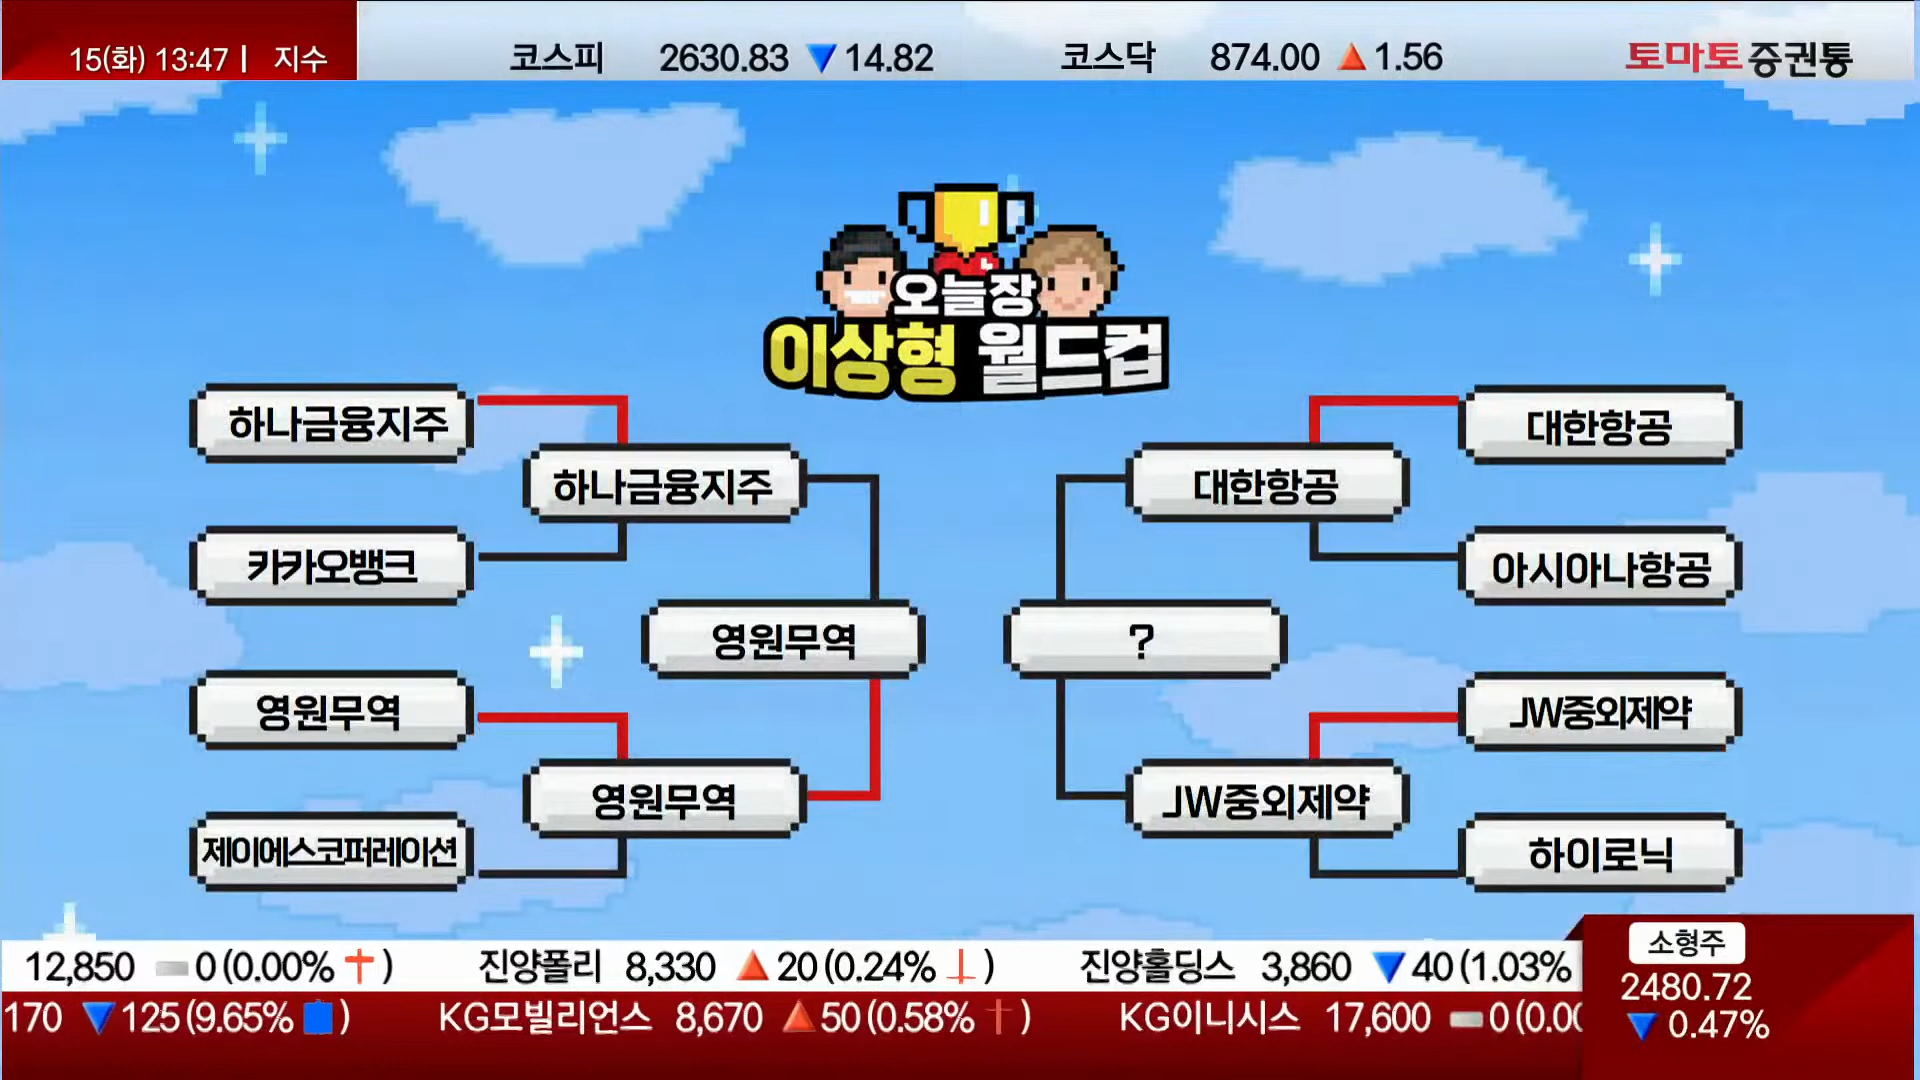 15(화) 13:47 | 지수 코스피 2630.83 ▼14.82 코스닥 874.00 ▲1.56 토마토증권통
오늘장
이상형 월드컵
하나금융지주
대한항공
하나금융지주
대한항공
카카오뱅크
아시아나항공
영원무역
?
영원무역
JW중외제약
영원무역
JW중외제약
제이에스코퍼레이션
하이로닉
12,850 0(0.00% ↑) 진양폴리 8,330 ▲20(0.24% ⊥) 진양홀딩스 3,860 ▼40(1.03%
소형주
2480.72
▼0.47%
170 ▼125(9.65% ) KG모빌리언스 8,670 ▲50(0.58% †) KG이니시스 17,600 0(0.00